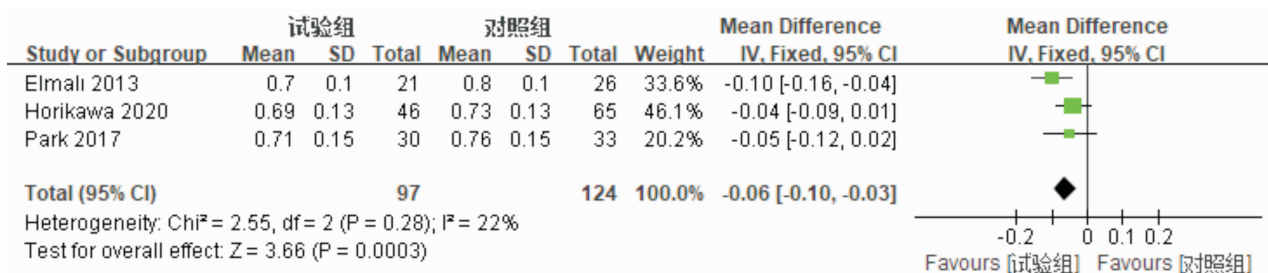 试验组 对照组 Mean Difference Mean Difference
Study or Subgroup Mean SD Total Mean SD Total Weight IV, Fixed, 95% CI IV, Fixed, 95% CI
Elmalı 2013 0.7 0.1 21 0.8 0.1 26 33.6% -0.10 [-0.16, -0.04]
Horikawa 2020 0.69 0.13 46 0.73 0.13 65 46.1% -0.04 [-0.09, 0.01]
Park 2017 0.71 0.15 30 0.76 0.15 33 20.2% -0.05 [-0.12, 0.02]
Total (95% CI) 97 124 100.0% -0.06 [-0.10, -0.03]
Heterogeneity: Chi² = 2.55, df = 2 (P = 0.28); I² = 22%
Test for overall effect: Z = 3.66 (P = 0.0003)
-0.2 0 0.1 0.2
Favours [试验组] Favours [对照组]